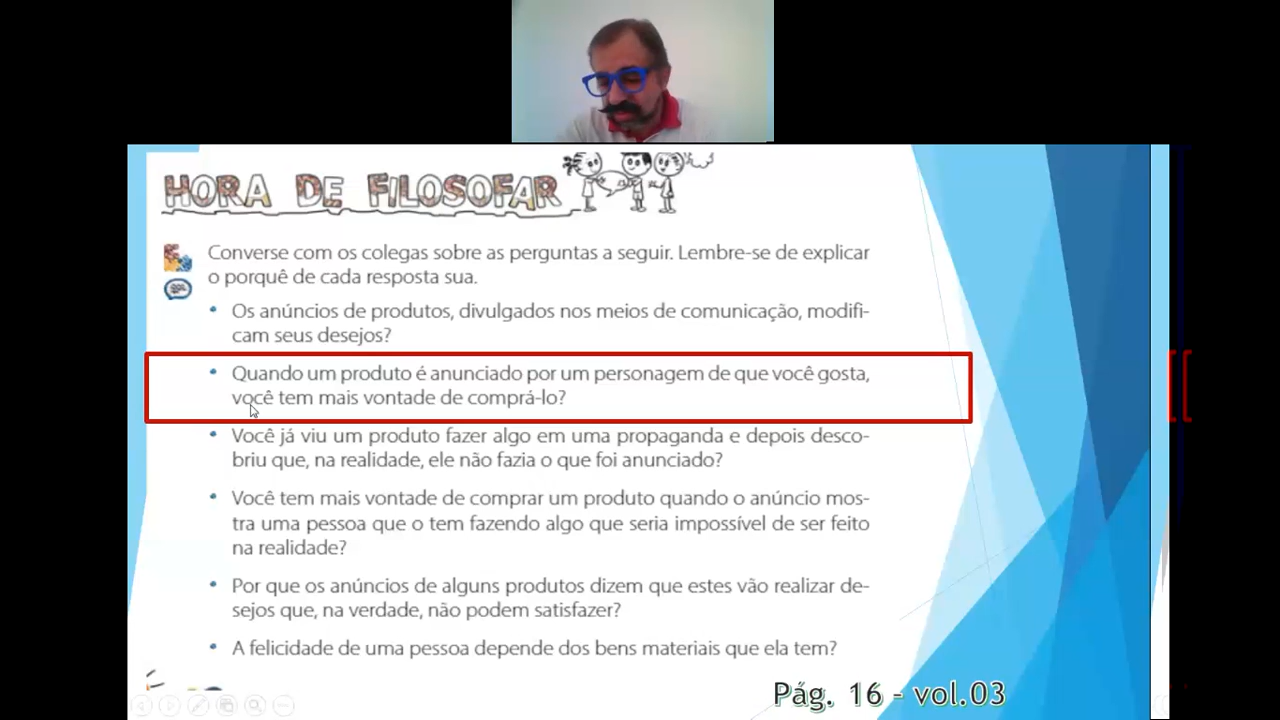 HORA DE FILOSOFAR
Converse com os colegas sobre as perguntas a seguir. Lembre-se de explicar
o porquê de cada resposta sua.
• Os anúncios de produtos, divulgados nos meios de comunicação, modifi-
cam seus desejos?
• Quando um produto é anunciado por um personagem de que você gosta,
você tem mais vontade de comprá-lo?
• Você já viu um produto fazer algo em uma propaganda e depois desco-
briu que, na realidade, ele não fazia o que foi anunciado?
• Você tem mais vontade de comprar um produto quando o anúncio mos-
tra uma pessoa que o tem fazendo algo que seria impossível de ser feito
na realidade?
• Por que os anúncios de alguns produtos dizem que estes vão realizar de-
sejos que, na verdade, não podem satisfazer?
• A felicidade de uma pessoa depende dos bens materiais que ela tem?
Pág. 16 - vol.03